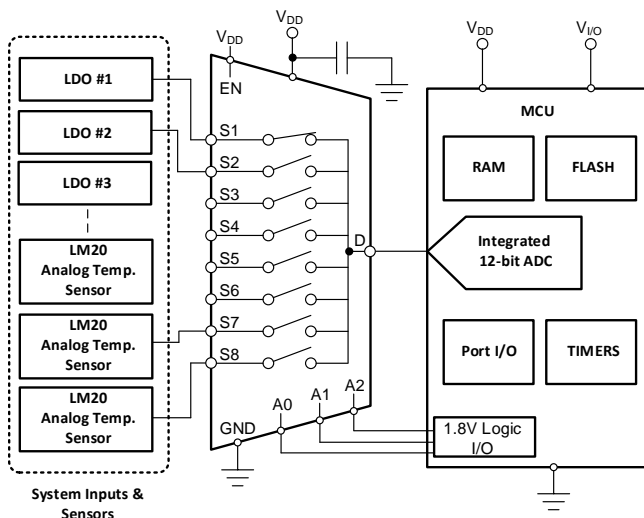 VDD
VDD
EN
VDD
VI/O
LDO #1
LDO #2
LDO #3
LM20
Analog Temp.
Sensor
LM20
Analog Temp.
Sensor
LM20
Analog Temp.
Sensor
System Inputs &
Sensors
S1
S2
S3
S4
S5
S6
S7
S8
D
GND
A0
A1
A2
MCU
RAM
FLASH
Integrated
12-bit ADC
Port I/O
TIMERS
1.8V Logic
I/O